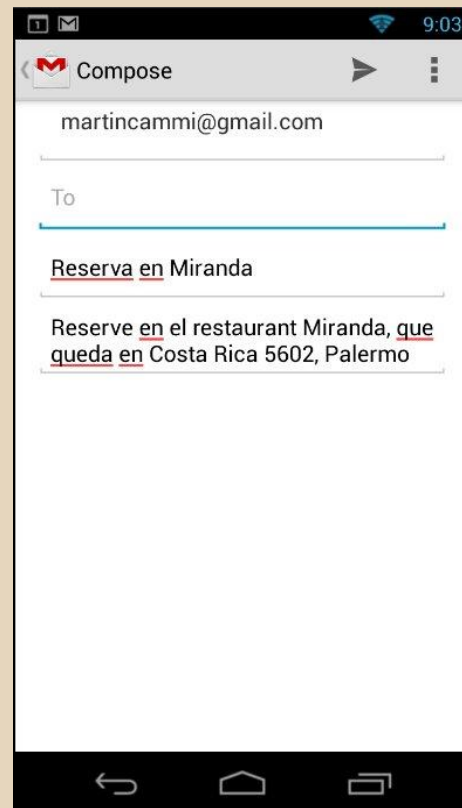 1
9:03
Compose
martincammi@gmail.com
To
Reserva en Miranda
Reserve en el restaurant Miranda, que
queda en Costa Rica 5602, Palermo